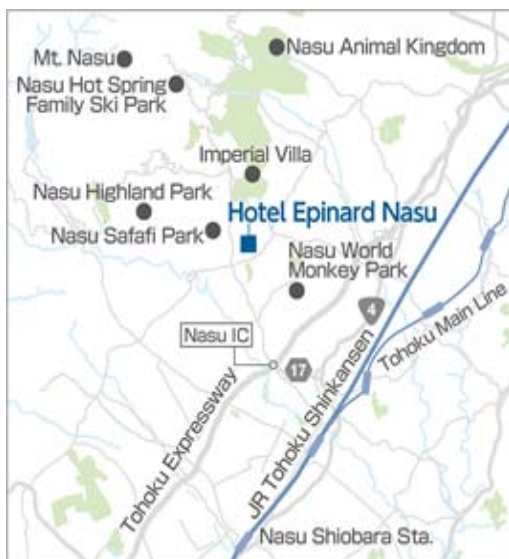 Mt. Nasu
Nasu Animal Kingdom
Nasu Hot Spring
Family Ski Park
Imperial Villa
Nasu Highland Park
Hotel Epinard Nasu
Nasu Safafi Park
Nasu World
Monkey Park
4
Nasu IC
17
Tohoku Main Line
Tohoku Expressway
JR Tohoku Shinkansen
Nasu Shiobara Sta.